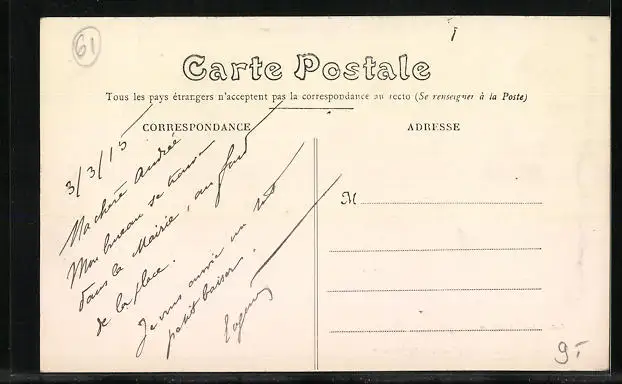 61
Carte Postale
Tous les pays étrangers n'acceptent pas la correspondance au recto (Se renseigner à la Poste)
CORRESPONDANCE
ADRESSE
3/3/15
Ma chère Andrée
Mon bureau se trouve
dans la Mairie, au fond
de la place.
Je vous envoie un
petit baiser.
M
9.-